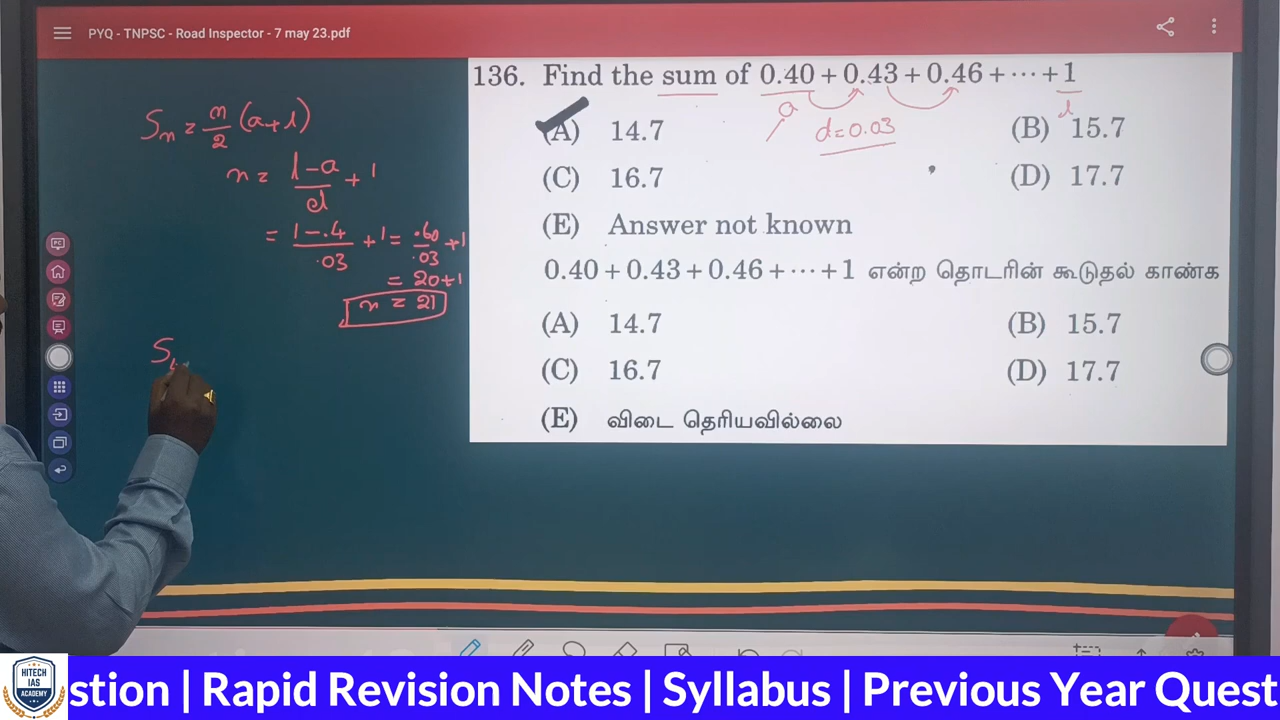 PYQ - TNPSC - Road Inspector - 7 may 23.pdf
136. Find the sum of 0.40 + 0.43 + 0.46 + ⋯ + 1
a
l
d = 0.03
(A) 14.7
(B) 15.7
(C) 16.7
(D) 17.7
(E) Answer not known
0.40 + 0.43 + 0.46 + ⋯ + 1 என்ற தொடரின் கூடுதல் காண்க
(A) 14.7
(B) 15.7
(C) 16.7
(D) 17.7
(E) விடை தெரியவில்லை
Sn = n/2 (a+l)
n = l-a/d + 1
= 1-.4/.03 + 1 = .60/.03 + 1
= 20+1
n = 21
S
HITECH
IAS
ACADEMY
stion | Rapid Revision Notes | Syllabus | Previous Year Quest